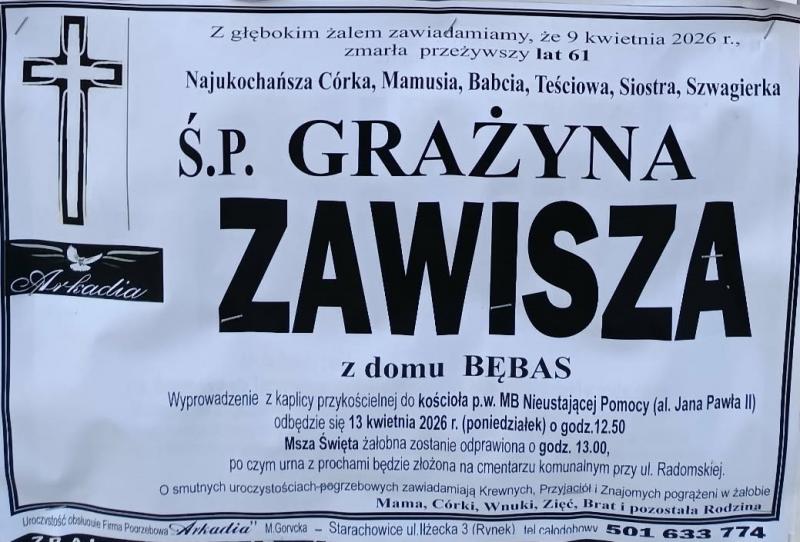 Z głębokim żalem zawiadamiamy, że 9 kwietnia 2026 r.,
zmarła przeżywszy lat 61
Najukochańsza Córka, Mamusia, Babcia, Teściowa, Siostra, Szwagierka
Ś.P. GRAŻYNA
ZAWISZA
Arkadia
z domu BĘBAS
Wyprowadzenie z kaplicy przykościelnej do kościoła p.w. MB Nieustającej Pomocy (al. Jana Pawła II)
odbędzie się 13 kwietnia 2026 r. (poniedziałek) o godz.12.50
Msza Święta żałobna zostanie odprawiona o godz. 13.00,
po czym urna z prochami będzie złożona na cmentarzu komunalnym przy ul. Radomskiej.
O smutnych uroczystościach pogrzebowych zawiadamiają Krewnych, Przyjaciół i Znajomych pogrążeni w żałobie
Mama, Córki, Wnuki, Zięć, Brat i pozostała Rodzina
Uroczystość obsługuje Firma Pogrzebowa "Arkadia" M.Gorycka – Starachowice ul.Iłżecka 3 (Rynek) tel.całodobowy 501 633 774